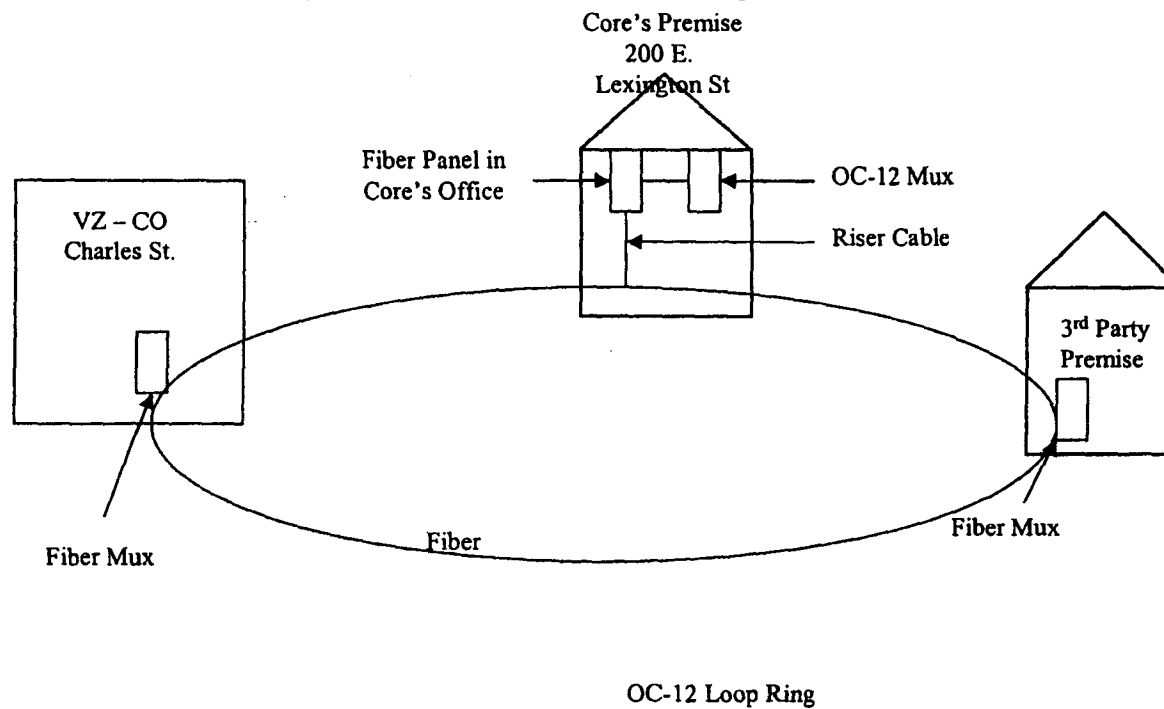 Core's Premise
200 E.
Lexington St
Fiber Panel in
Core's Office
OC-12 Mux
VZ – CO
Charles St.
Riser Cable
3rd Party
Premise
Fiber Mux
Fiber
Fiber Mux
OC-12 Loop Ring